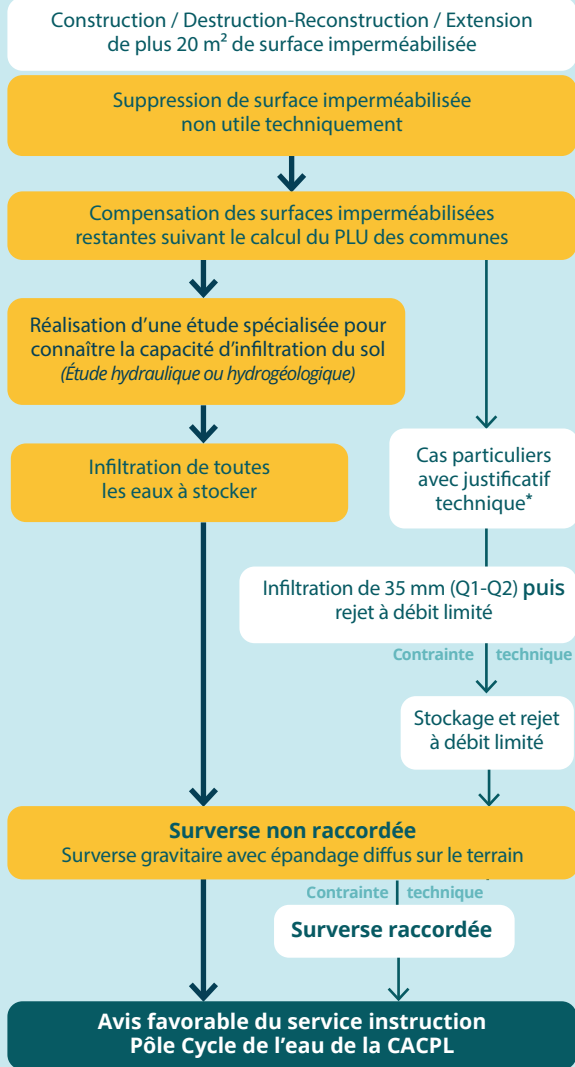 Construction / Destruction-Reconstruction / Extension
de plus 20 m² de surface imperméabilisée
Suppression de surface imperméabilisée
non utile techniquement
Compensation des surfaces imperméabilisées
restantes suivant le calcul du PLU des communes
Réalisation d’une étude spécialisée pour
connaître la capacité d’infiltration du sol
(Étude hydraulique ou hydrogéologique)
Infiltration de toutes
les eaux à stocker
Cas particuliers
avec justificatif
technique*
Infiltration de 35 mm (Q1-Q2) puis
rejet à débit limité
Contrainte technique
Stockage et rejet
à débit limité
Surverse non raccordée
Surverse gravitaire avec épandage diffus sur le terrain
Contrainte technique
Surverse raccordée
Avis favorable du service instruction
Pôle Cycle de l’eau de la CACPL